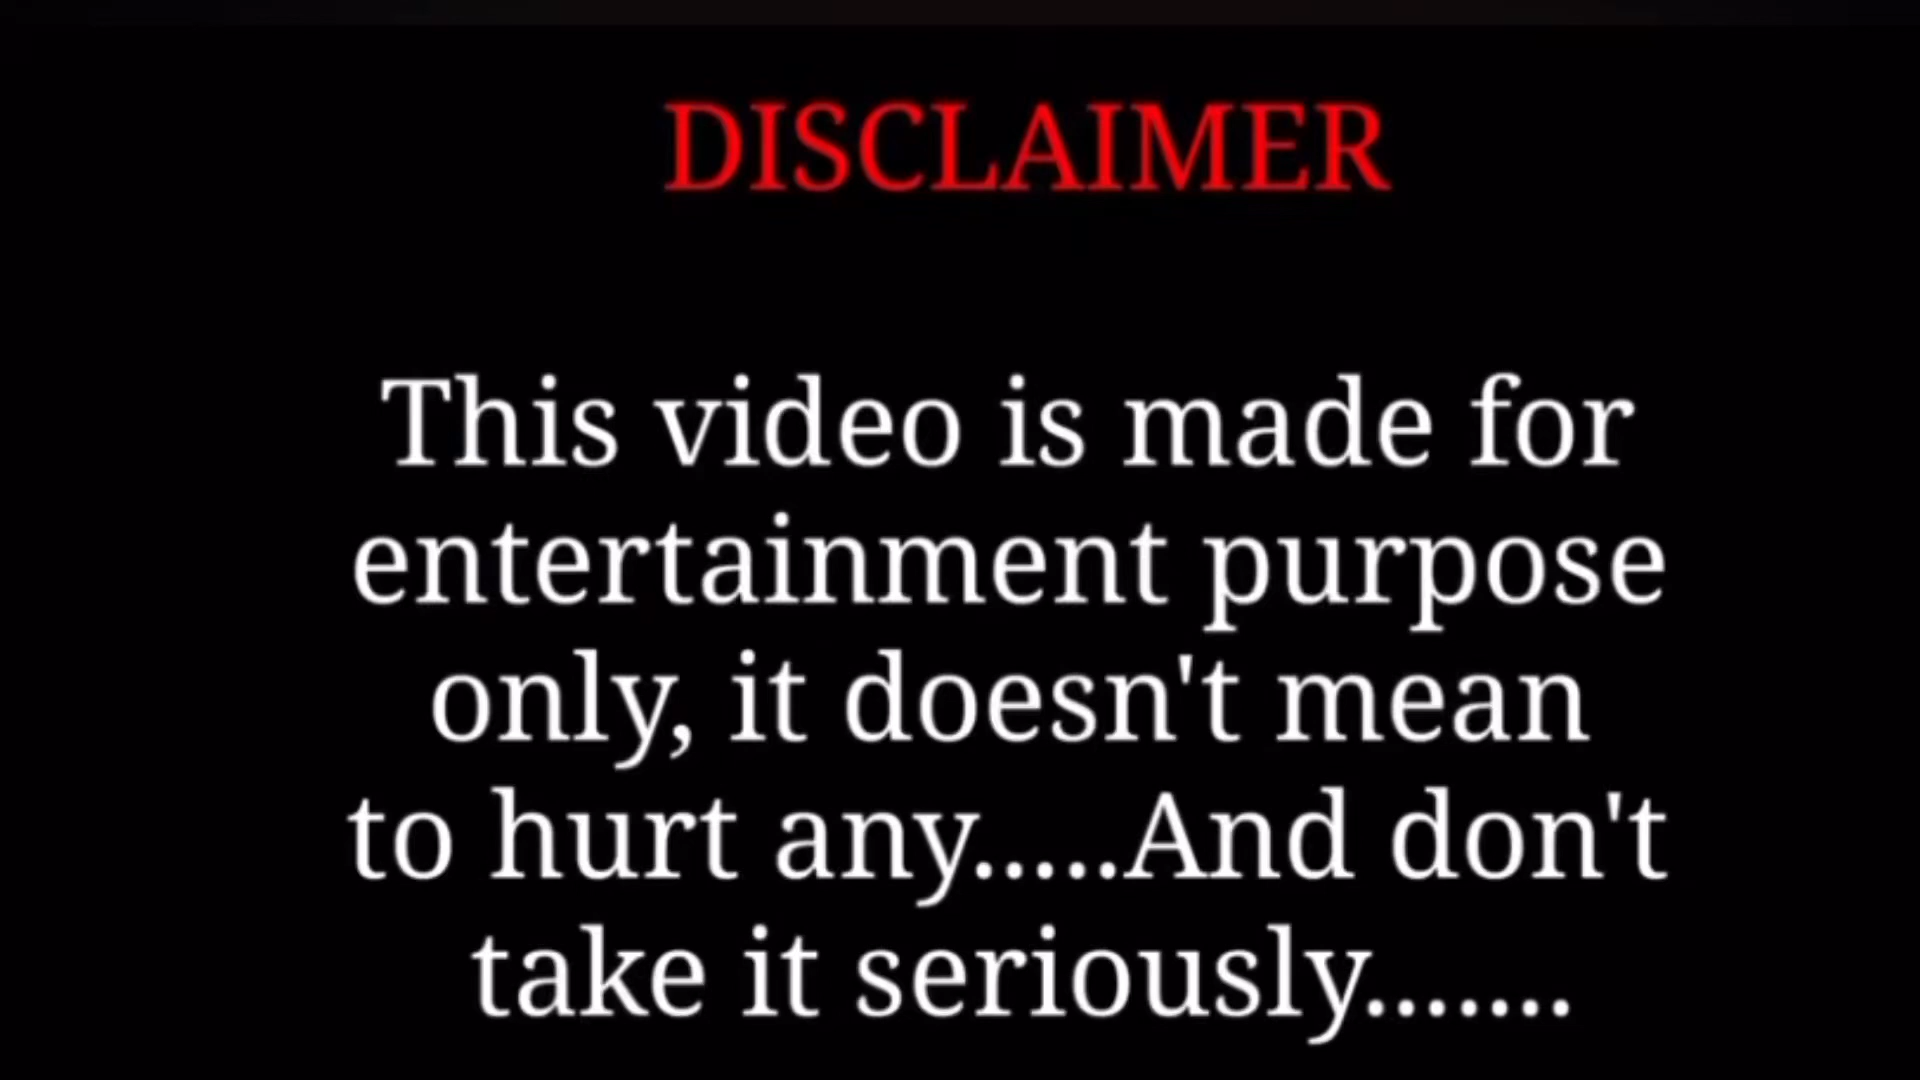 DISCLAIMER
This video is made for
entertainment purpose
only, it doesn't mean
to hurt any.....And don't
take it seriously.......